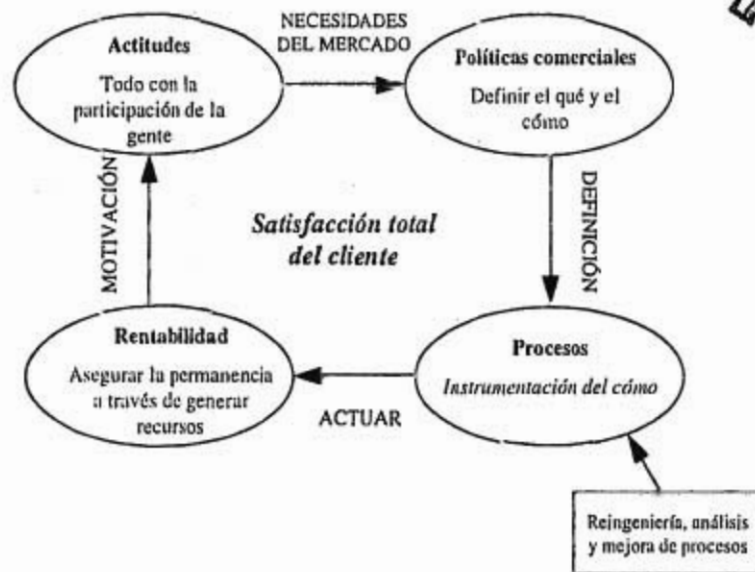 Actitudes
Todo con la
participación de la
gente
NECESIDADES
DEL MERCADO
Políticas comerciales
Definir el qué y el
cómo
MOTIVACIÓN
Satisfacción total
del cliente
DEFINICIÓN
Rentabilidad
Asegurar la permanencia
a través de generar
recursos
ACTUAR
Procesos
Instrumentación del cómo
Reingeniería, análisis
y mejora de procesos